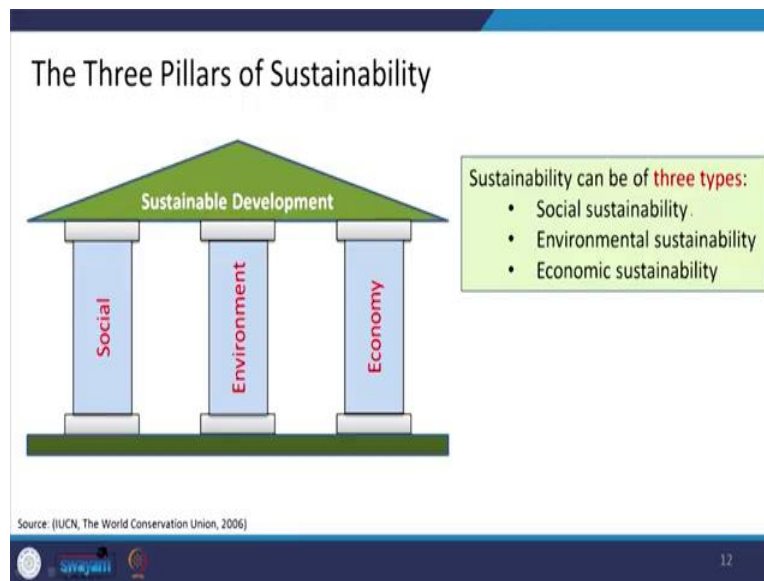 The Three Pillars of Sustainability
Sustainable Development
Social
Environment
Economy
Sustainability can be of three types:
• Social sustainability.
• Environmental sustainability
• Economic sustainability
Source: (IUCN, The World Conservation Union, 2006)
swayam
12